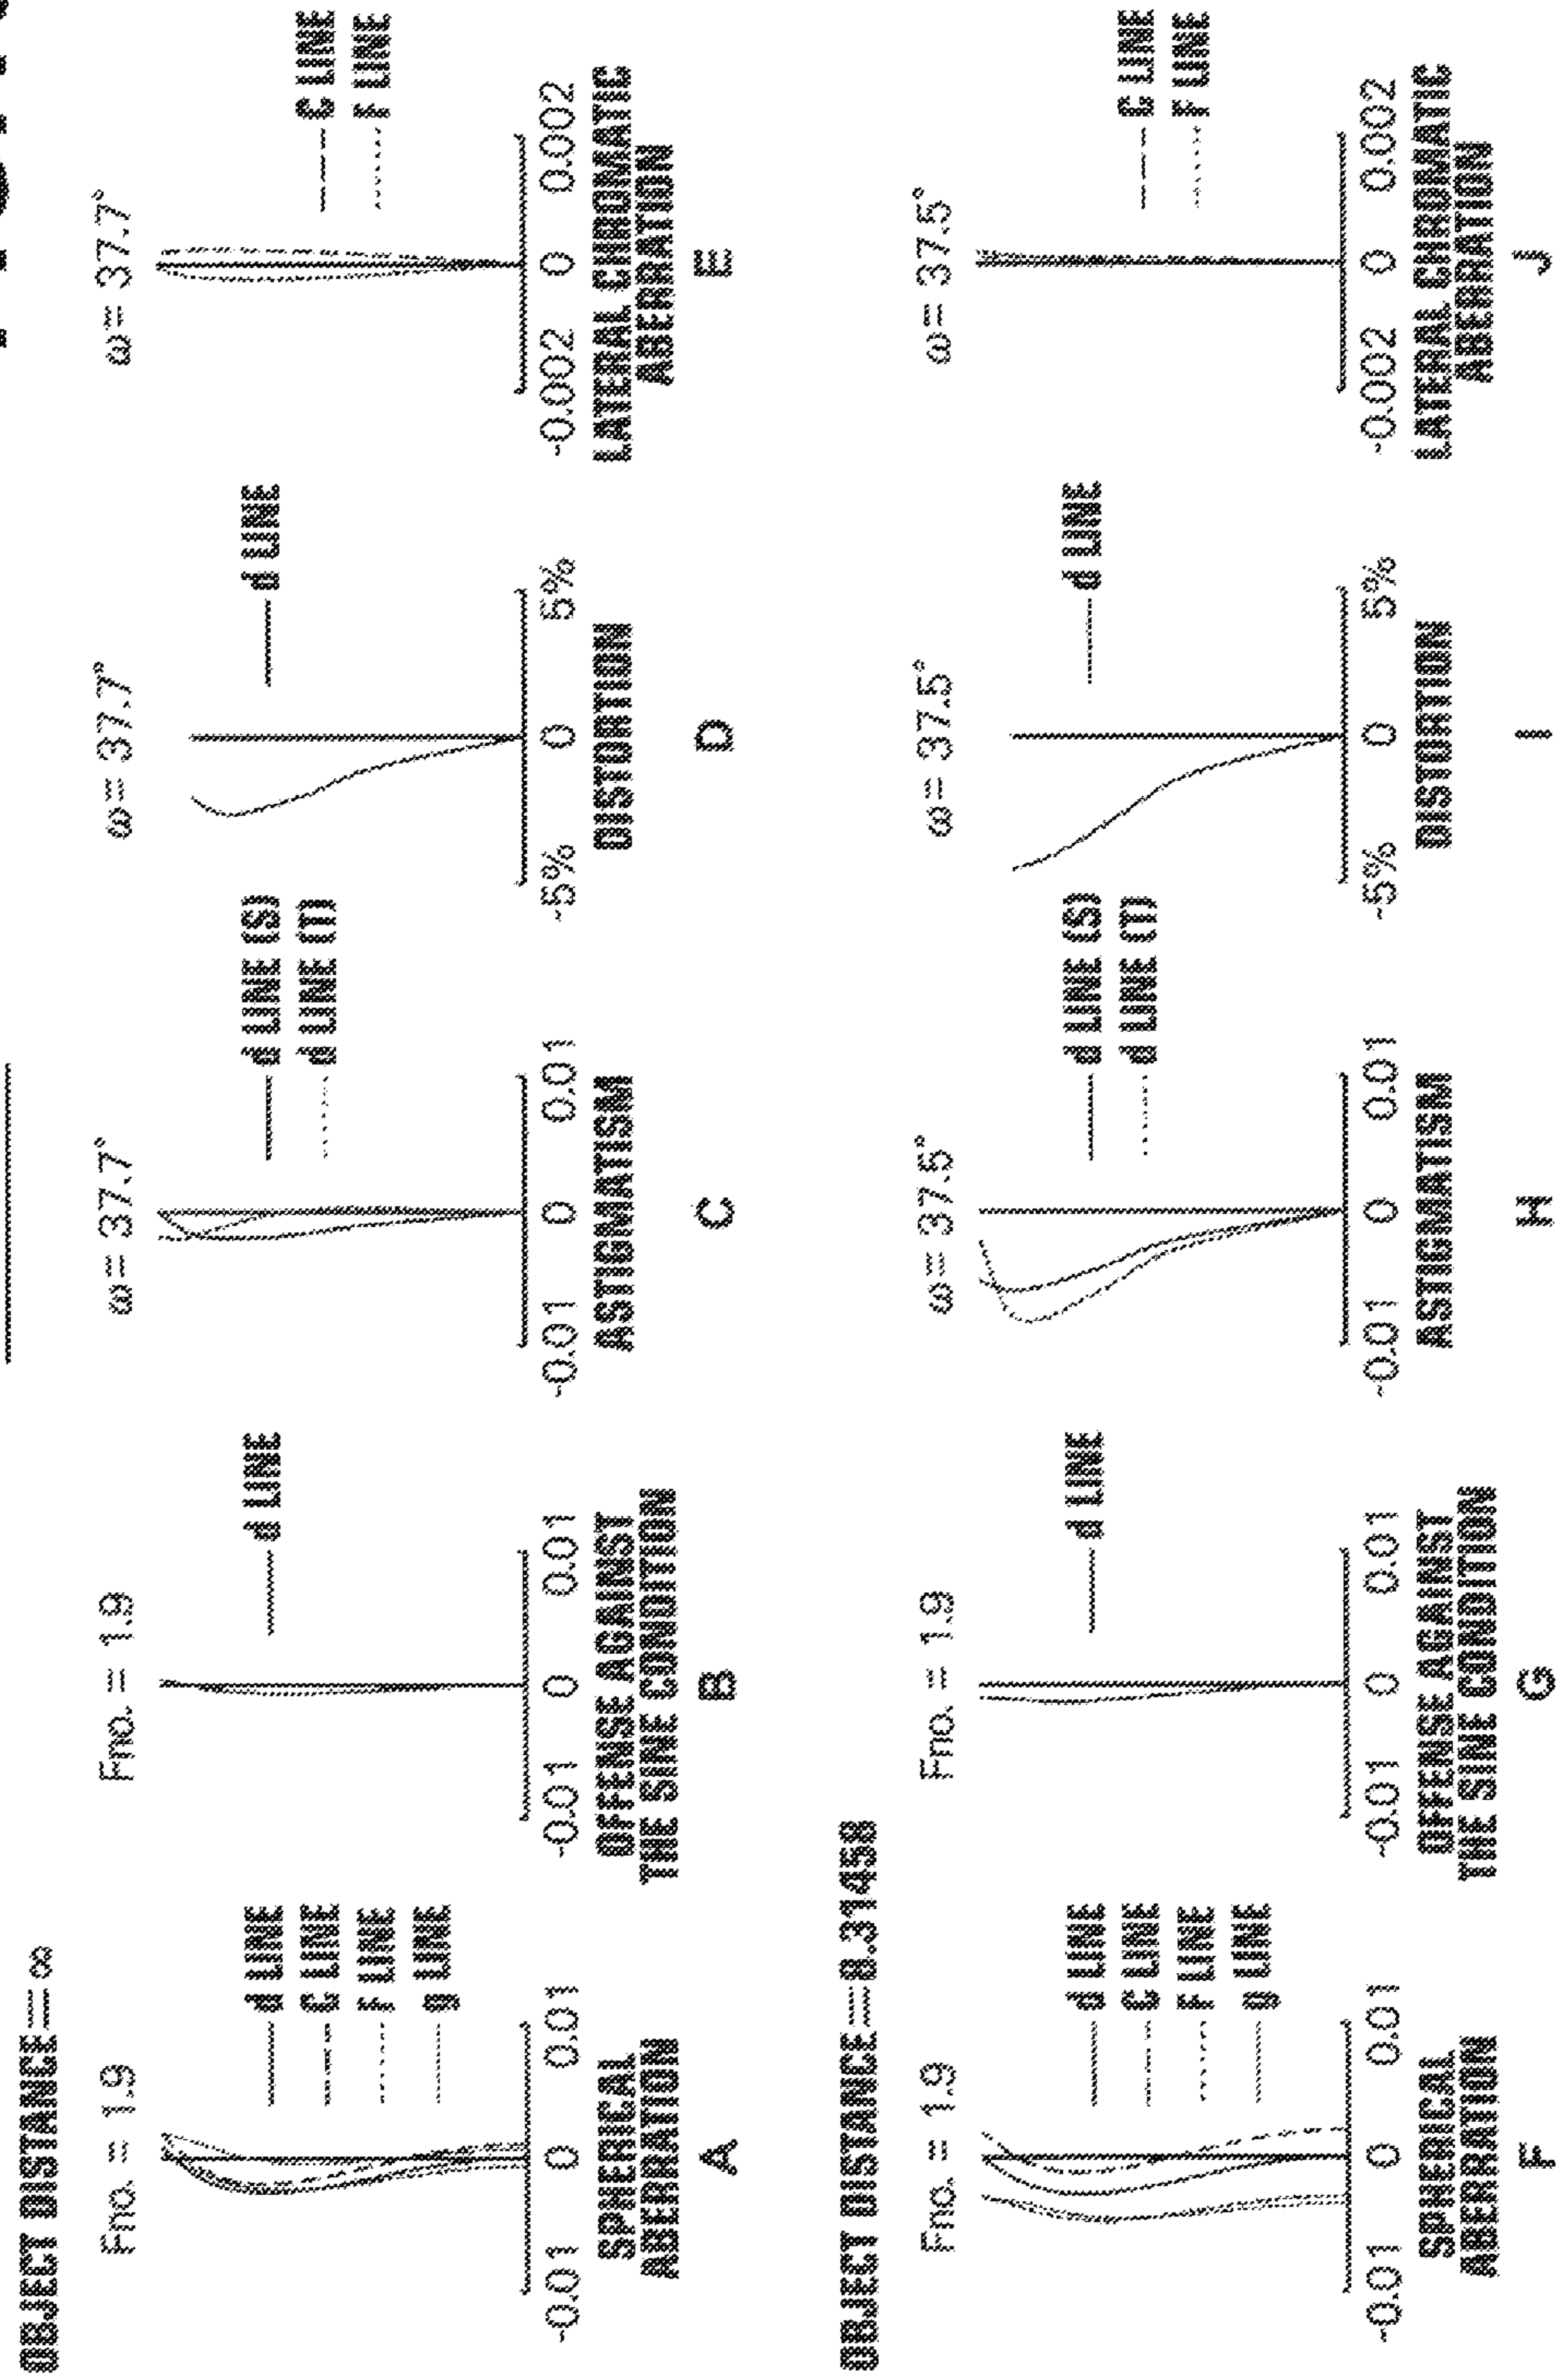 OBJECT DISTANCE=∞
Fno. = 1.9
d LINE
C LINE
F LINE
g LINE
-0.01 0 0.01
SPHERICAL
ABERRATION
A
Fno. = 1.9
d LINE
-0.01 0 0.01
OFFENSE AGAINST
THE SINE CONDITION
B
ω= 37.7°
d LINE (S)
d LINE (T)
-0.01 0 0.01
ASTIGMATISM
C
ω= 37.7°
d LINE
-5% 0 5%
DISTORTION
D
ω= 37.7°
C LINE
F LINE
-0.002 0 0.002
LATERAL CHROMATIC
ABERRATION
E
OBJECT DISTANCE=8.31458
Fno. = 1.9
d LINE
C LINE
F LINE
g LINE
-0.01 0 0.01
SPHERICAL
ABERRATION
F
Fno. = 1.9
d LINE
-0.01 0 0.01
OFFENSE AGAINST
THE SINE CONDITION
G
ω= 37.5°
d LINE (S)
d LINE (T)
-0.01 0 0.01
ASTIGMATISM
H
ω= 37.5°
d LINE
-5% 0 5%
DISTORTION
I
ω= 37.5°
C LINE
F LINE
-0.002 0 0.002
LATERAL CHROMATIC
ABERRATION
J